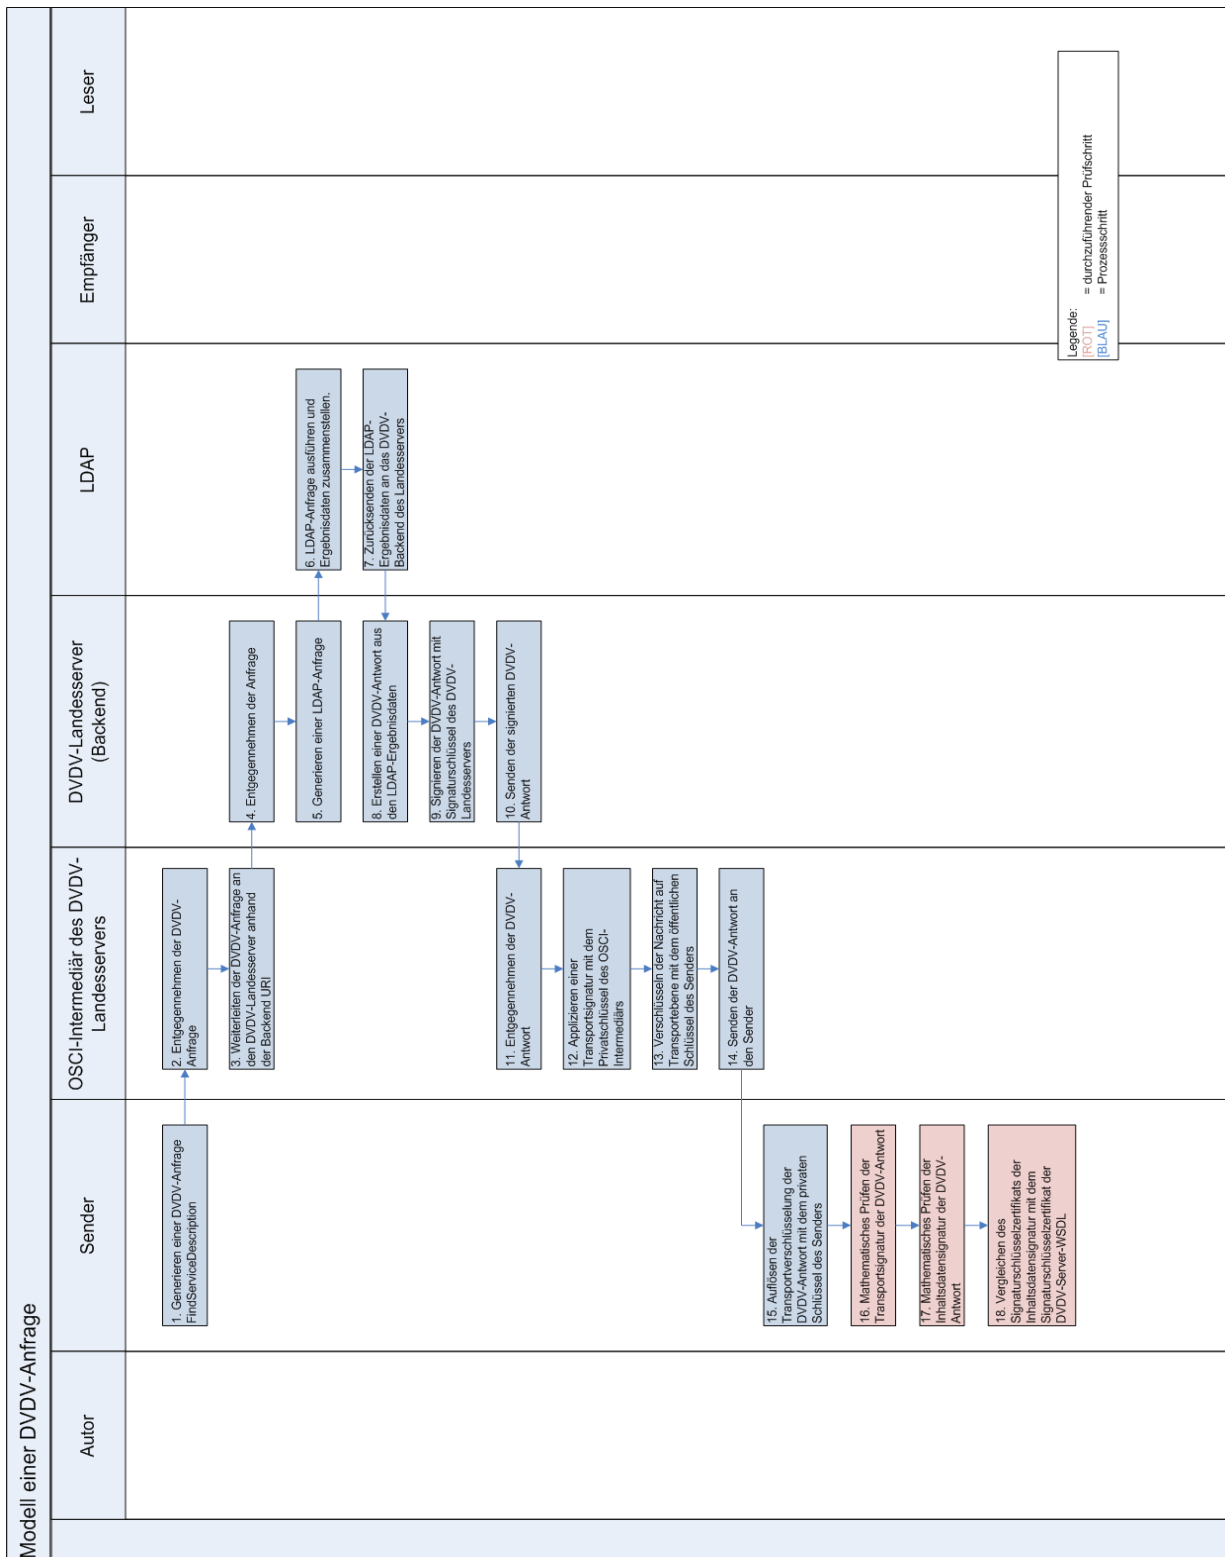 Modell einer DVDV-Anfrage
Autor
Sender
OSCI-Intermediär des DVDV-
Landesservers
DVDV-Landesserver
(Backend)
LDAP
Empfänger
Leser
1. Generieren einer DVDV-Anfrage
FindServiceDescription
2. Entgegennehmen der DVDV-
Anfrage
3. Weiterleiten der DVDV-Anfrage an
den DVDV-Landesserver anhand
der Backend URI
4. Entgegennehmen der Anfrage
5. Generieren einer LDAP-Anfrage
6. LDAP-Anfrage ausführen und
Ergebnisdaten zusammenstellen.
7. Zurücksenden der LDAP-
Ergebnisdaten an das DVDV-
Backend des Landesservers
8. Erstellen einer DVDV-Antwort aus
den LDAP-Ergebnisdaten
9. Signieren der DVDV-Antwort mit
Signaturschlüssel des DVDV-
Landesservers
10. Senden der signierten DVDV-
Antwort
11. Entgegennehmen der DVDV-
Antwort
12. Applizieren einer
Transportsignatur mit dem
Privatschlüssel des OSCI-
Intermediärs
13. Verschlüsseln der Nachricht auf
Transportebene mit dem öffentlichen
Schlüssel des Senders
14. Senden der DVDV-Antwort an
den Sender
15. Auflösen der
Transportverschlüsselung der
DVDV-Antwort mit dem privaten
Schlüssel des Senders
16. Mathematisches Prüfen der
Transportsignatur der DVDV-Antwort
17. Mathematisches Prüfen der
Inhaltsdatensignatur der DVDV-
Antwort
18. Vergleichen des
Signaturschlüsselzertifikats der
Inhaltsdatensignatur mit dem
Signaturschlüsselzertifikat der
DVDV-Server-WSDL
Legende:
[ROT] = durchzuführender Prüfschritt
[BLAU] = Prozessschritt